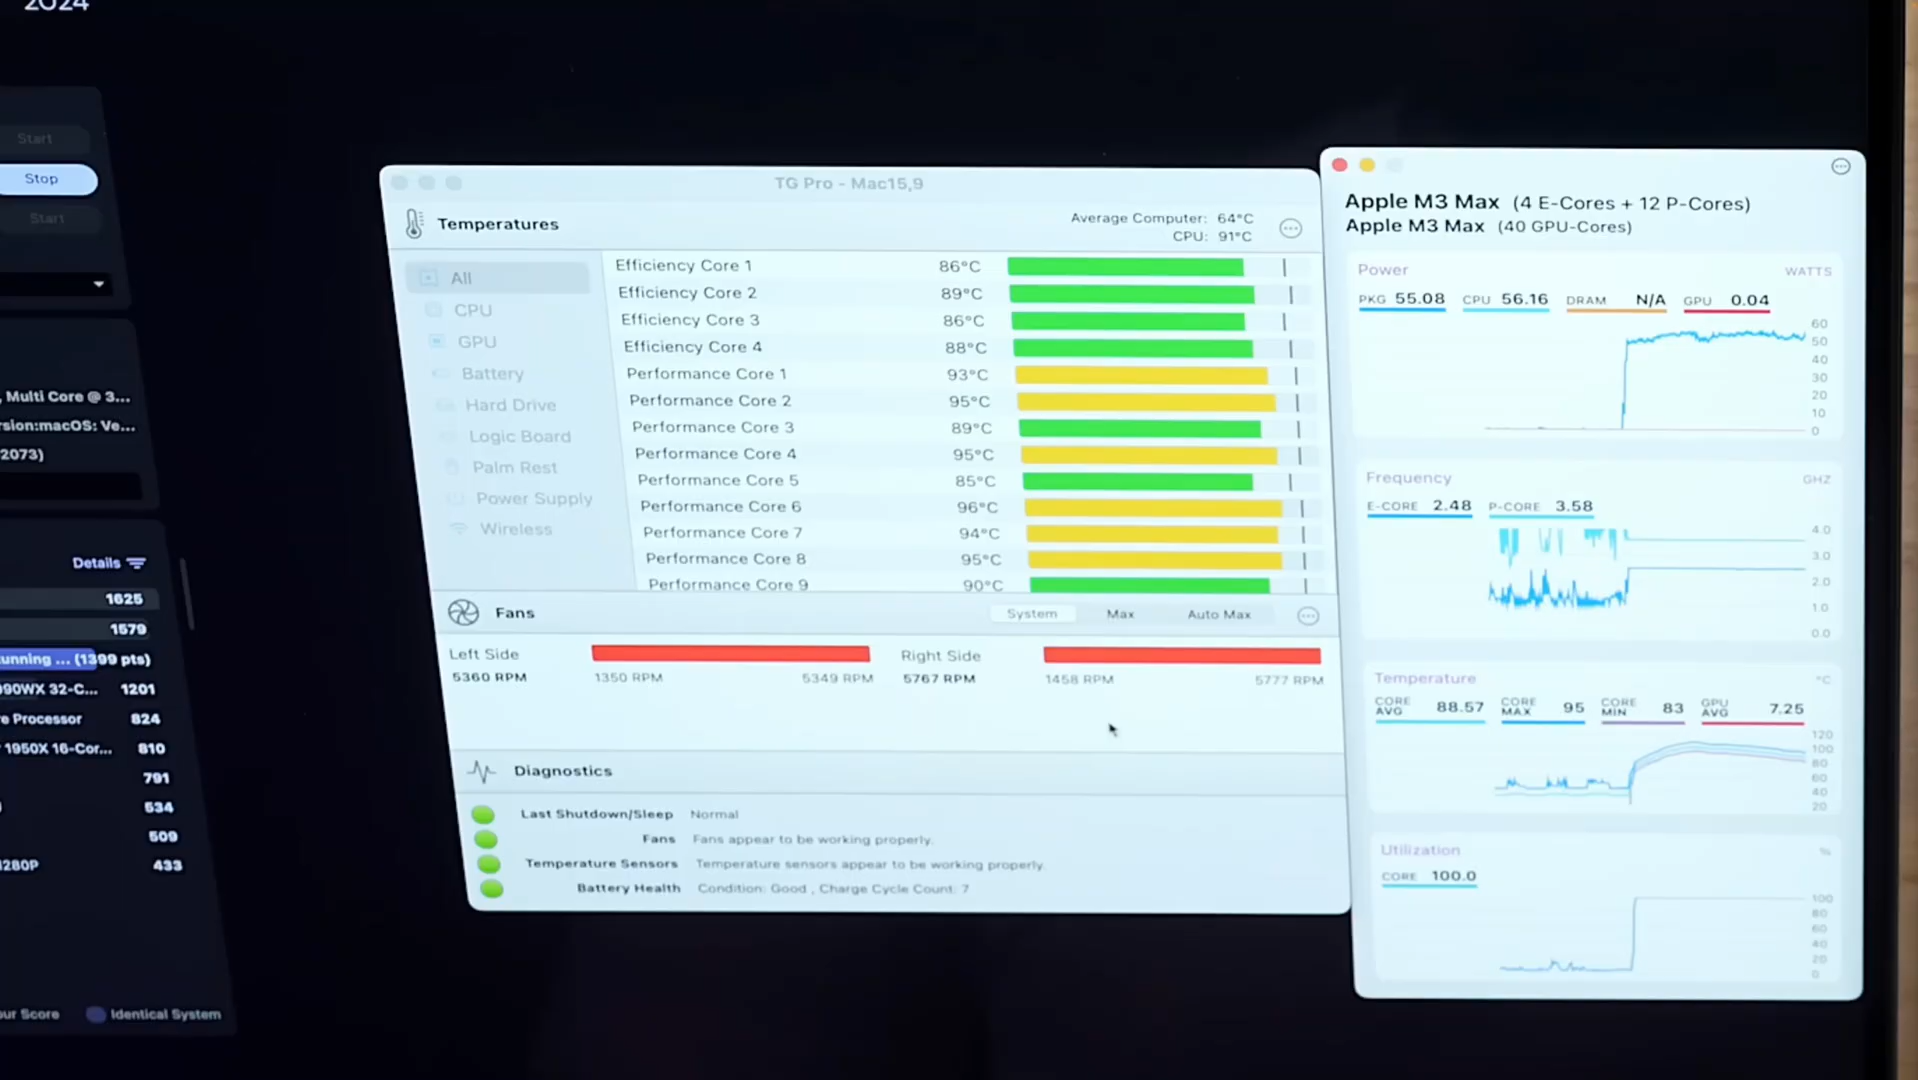 2024
Start
Stop
Start
, Multi Core @ 3...
rsion:macOS: Ve...
2073)
Details
1625
1579
unning ... (1399 pts)
990WX 32-C... 1201
e Processor 824
1950X 16-Cor... 810
791
534
509
1280P 433
ur Score Identical System
TG Pro - Mac15,9
Temperatures
Average Computer: 64°C
CPU: 91°C
All
CPU
GPU
Battery
Hard Drive
Logic Board
Palm Rest
Power Supply
Wireless
Efficiency Core 1 86°C
Efficiency Core 2 89°C
Efficiency Core 3 86°C
Efficiency Core 4 88°C
Performance Core 1 93°C
Performance Core 2 95°C
Performance Core 3 89°C
Performance Core 4 95°C
Performance Core 5 85°C
Performance Core 6 96°C
Performance Core 7 94°C
Performance Core 8 95°C
Performance Core 9 90°C
Fans System Max Auto Max
Left Side Right Side
5360 RPM 1350 RPM 5349 RPM 5767 RPM 1458 RPM 5777 RPM
Diagnostics
Last Shutdown/Sleep Normal
Fans Fans appear to be working properly.
Temperature Sensors Temperature sensors appear to be working properly.
Battery Health Condition: Good , Charge Cycle Count: 7
Apple M3 Max (4 E-Cores + 12 P-Cores)
Apple M3 Max (40 GPU-Cores)
Power WATTS
PKG 55.08 CPU 56.16 DRAM N/A GPU 0.04
60
50
40
30
20
10
0
Frequency GHZ
E-CORE 2.48 P-CORE 3.58
4.0
3.0
2.0
1.0
0.0
Temperature °C
CORE AVG 88.57 CORE MAX 95 CORE MIN 83 GPU AVG 7.25
120
100
80
60
40
20
Utilization %
CORE 100.0
100
80
60
40
20
0